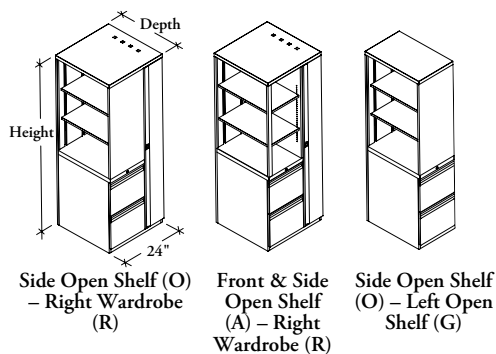 Depth
Height
24"
Side Open Shelf (O)
– Right Wardrobe
(R)
Front & Side
Open Shelf
(A) – Right
Wardrobe (R)
Side Open Shelf
(O) – Left Open
Shelf (G)